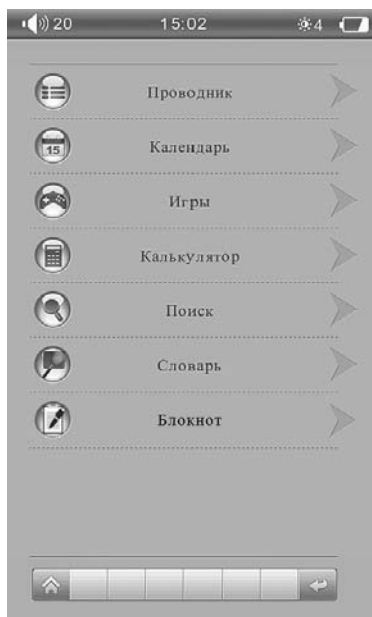 20 15:02 4
Проводник
15
Календарь
Игры
Калькулятор
Поиск
Словарь
Блокнот